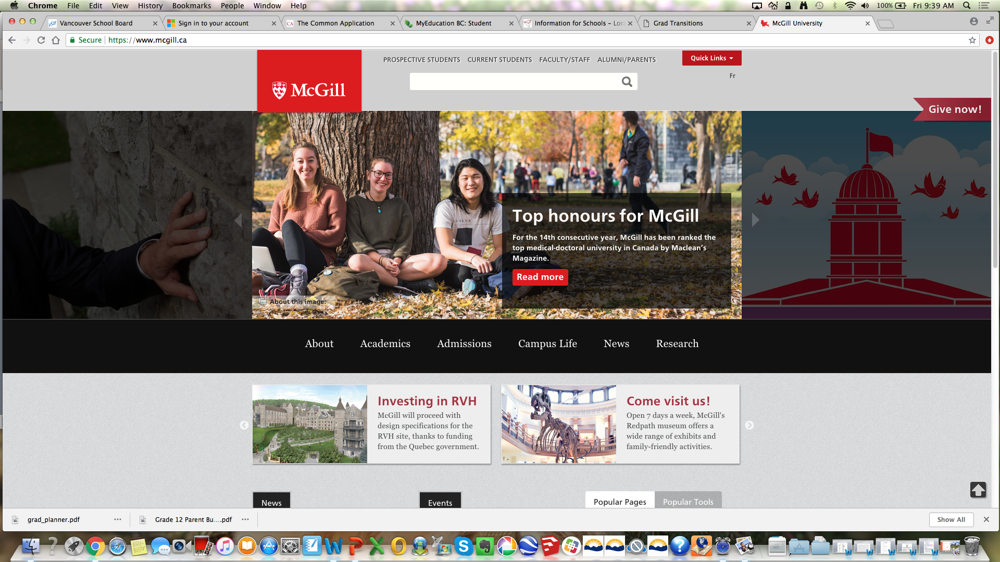 Chrome File Edit View History Bookmarks People Window Help 100% Fri 9:39 AM
Vancouver School Board
Sign in to your account
The Common Application
MyEducation BC: Student
Information for Schools – Lor
Grad Transitions
McGill University
Secure https://www.mcgill.ca
PROSPECTIVE STUDENTS CURRENT STUDENTS FACULTY/STAFF ALUMNI/PARENTS
Quick Links
Fr
McGill
Give now!
Top honours for McGill
For the 14th consecutive year, McGill has been ranked the
top medical-doctoral university in Canada by Maclean's
Magazine.
Read more
About this image:
About Academics Admissions Campus Life News Research
Investing in RVH
McGill will proceed with
design specifications for the
RVH site, thanks to funding
from the Quebec government.
Come visit us!
Open 7 days a week, McGill's
Redpath museum offers a
wide range of exhibits and
family-friendly activities.
News
Events
Popular Pages
Popular Tools
grad_planner.pdf
Grade 12 Parent Bu....pdf
Show All